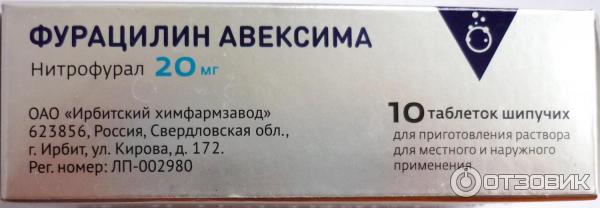 ФУРАЦИЛИН АВЕКСИМА
Нитрофурал 20 мг
ОАО «Ирбитский химфармзавод»
623856, Россия, Свердловская обл.,
г. Ирбит, ул. Кирова, д. 172.
Рег. номер: ЛП-002980
10 таблеток шипучих
для приготовления раствора
для местного и наружного
применения
ОТЗОВИК